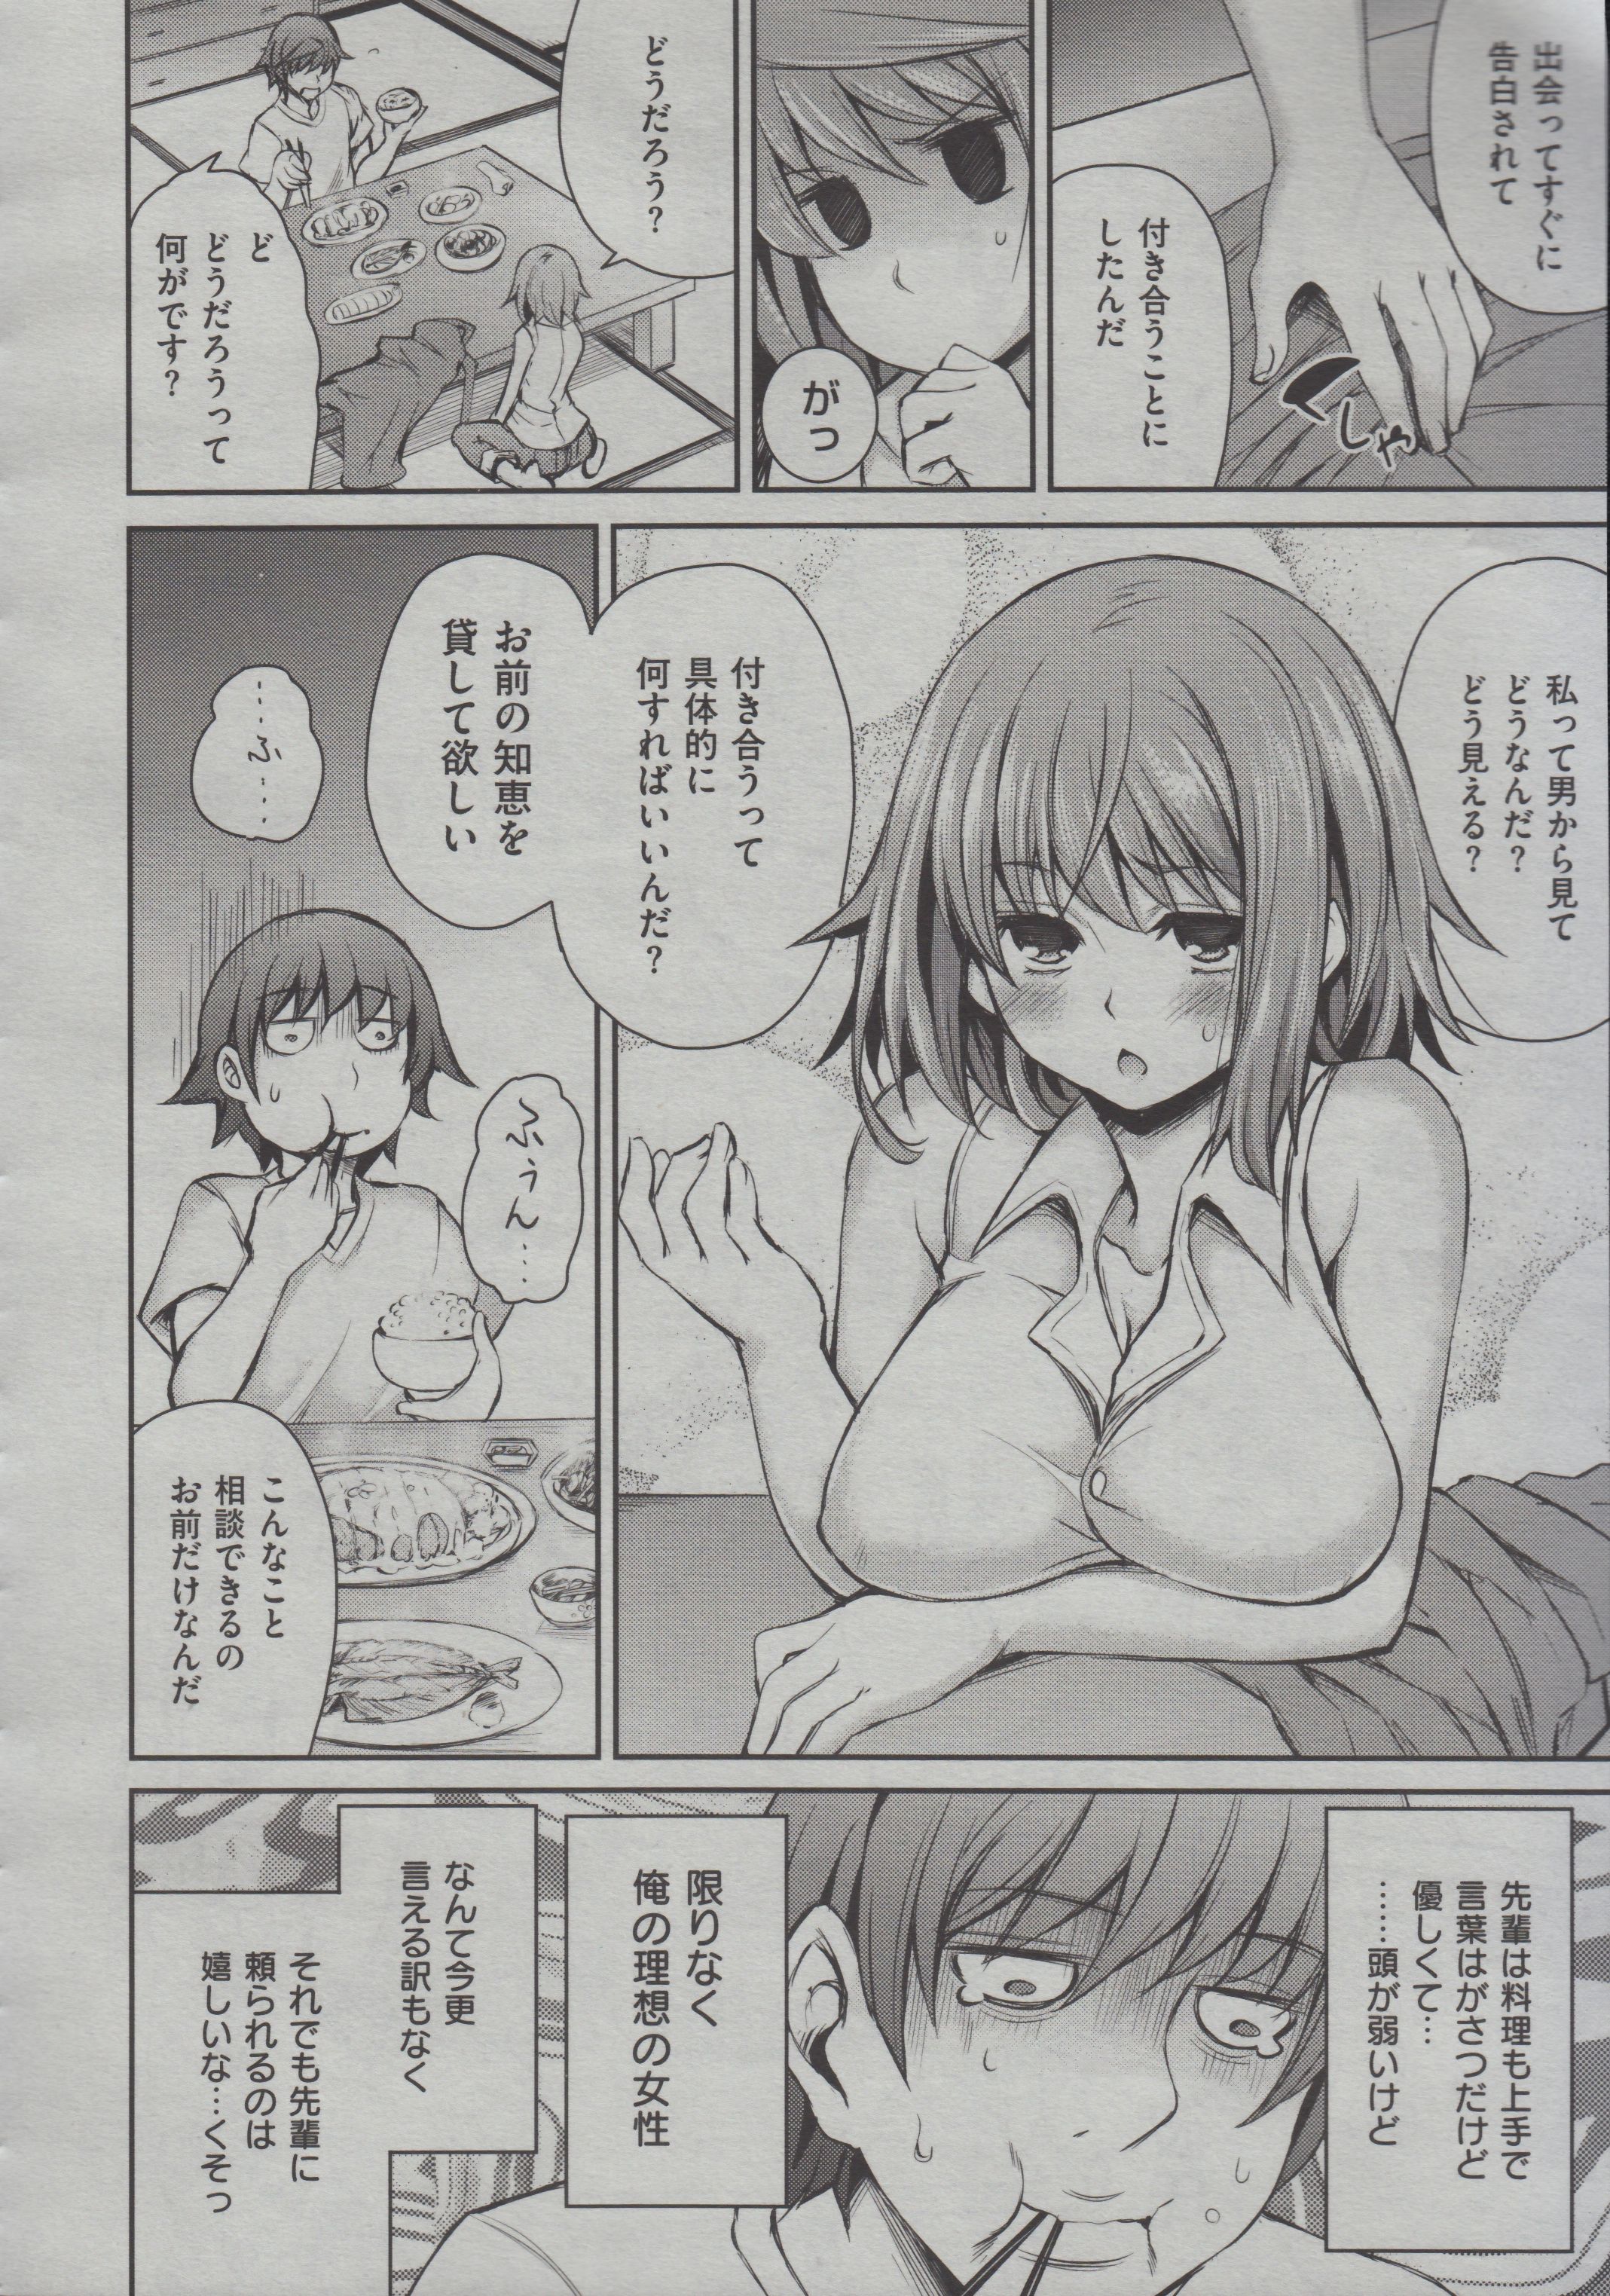 出会ってすぐに
告白されて
付き合うことに
したんだ
くしゃ
がっ
どうだろう?
ど
どうだろうって
何がです?
私って男から見て
どうなんだ?
どう見える?
付き合うって
具体的に
何すればいいんだ?
お前の知恵を
貸して欲しい
……ふ……
〜ふぅん……
こんなこと
相談できるの
お前だけなんだ
先輩は料理も上手で
言葉はがさつだけど
優しくて…
……頭が弱いけど
限りなく
俺の理想の女性
なんて今更
言える訳もなく
それでも先輩に
頼られるのは
嬉しいな…くそっ